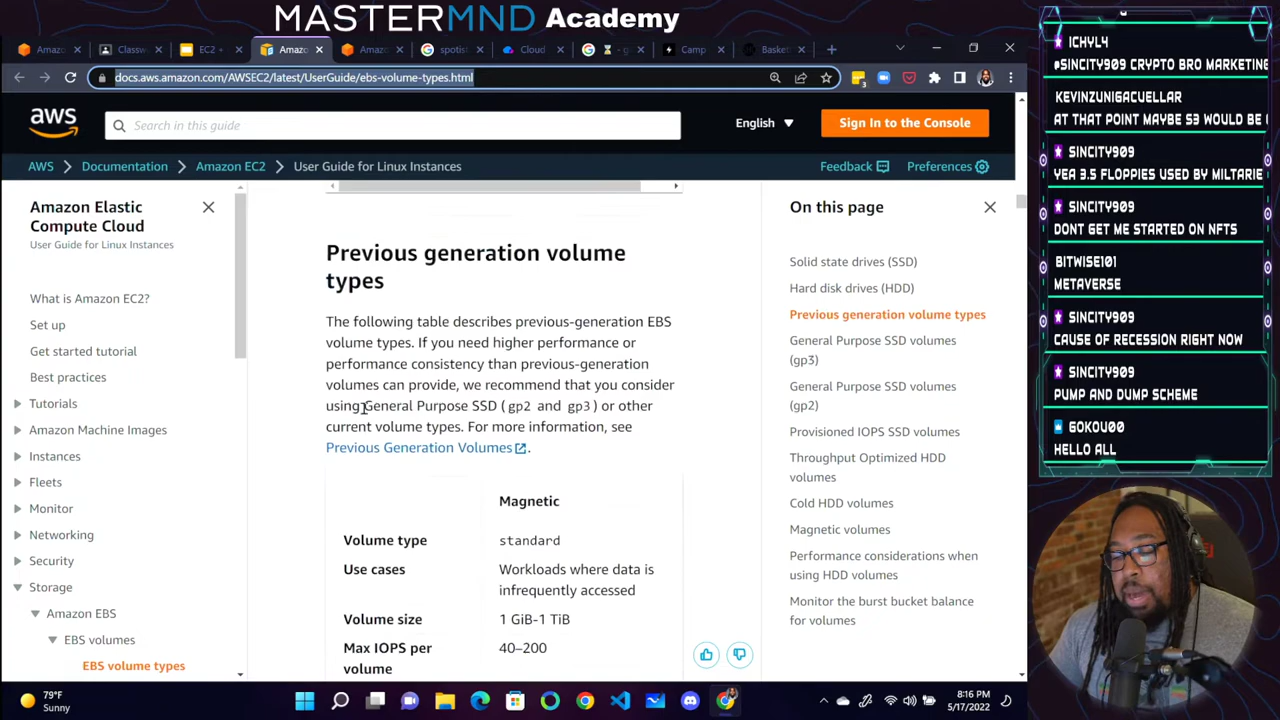 MASTERMND Academy
Amazo
Classw
EC2 +
Amazo
Amazo
spotis
Cloud
Camp
Basket
docs.aws.amazon.com/AWSEC2/latest/UserGuide/ebs-volume-types.html
aws
Search in this guide
English
Sign In to the Console
AWS
Documentation
Amazon EC2
User Guide for Linux Instances
Feedback
Preferences
Amazon Elastic
Compute Cloud
User Guide for Linux Instances
What is Amazon EC2?
Set up
Get started tutorial
Best practices
Tutorials
Amazon Machine Images
Instances
Fleets
Monitor
Networking
Security
Storage
Amazon EBS
EBS volumes
EBS volume types
Previous generation volume
types
The following table describes previous-generation EBS
volume types. If you need higher performance or
performance consistency than previous-generation
volumes can provide, we recommend that you consider
using General Purpose SSD (gp2 and gp3) or other
current volume types. For more information, see
Previous Generation Volumes.
Magnetic
Volume type standard
Use cases Workloads where data is
infrequently accessed
Volume size 1 GiB-1 TiB
Max IOPS per 40–200
volume
On this page
Solid state drives (SSD)
Hard disk drives (HDD)
Previous generation volume types
General Purpose SSD volumes
(gp3)
General Purpose SSD volumes
(gp2)
Provisioned IOPS SSD volumes
Throughput Optimized HDD
volumes
Cold HDD volumes
Magnetic volumes
Performance considerations when
using HDD volumes
Monitor the burst bucket balance
for volumes
ICHYL4
@SINCITY909 CRYPTO BRO MARKETING
KEVINZUNIGACUELLAR
AT THAT POINT MAYBE S3 WOULD BE
SINCITY909
YEA 3.5 FLOPPIES USED BY MILTARIE
SINCITY909
DONT GET ME STARTED ON NFTS
BITWISE101
METAVERSE
SINCITY909
CAUSE OF RECESSION RIGHT NOW
SINCITY909
PUMP AND DUMP SCHEME
GOKOU00
HELLO ALL
79°F
Sunny
8:16 PM
5/17/2022